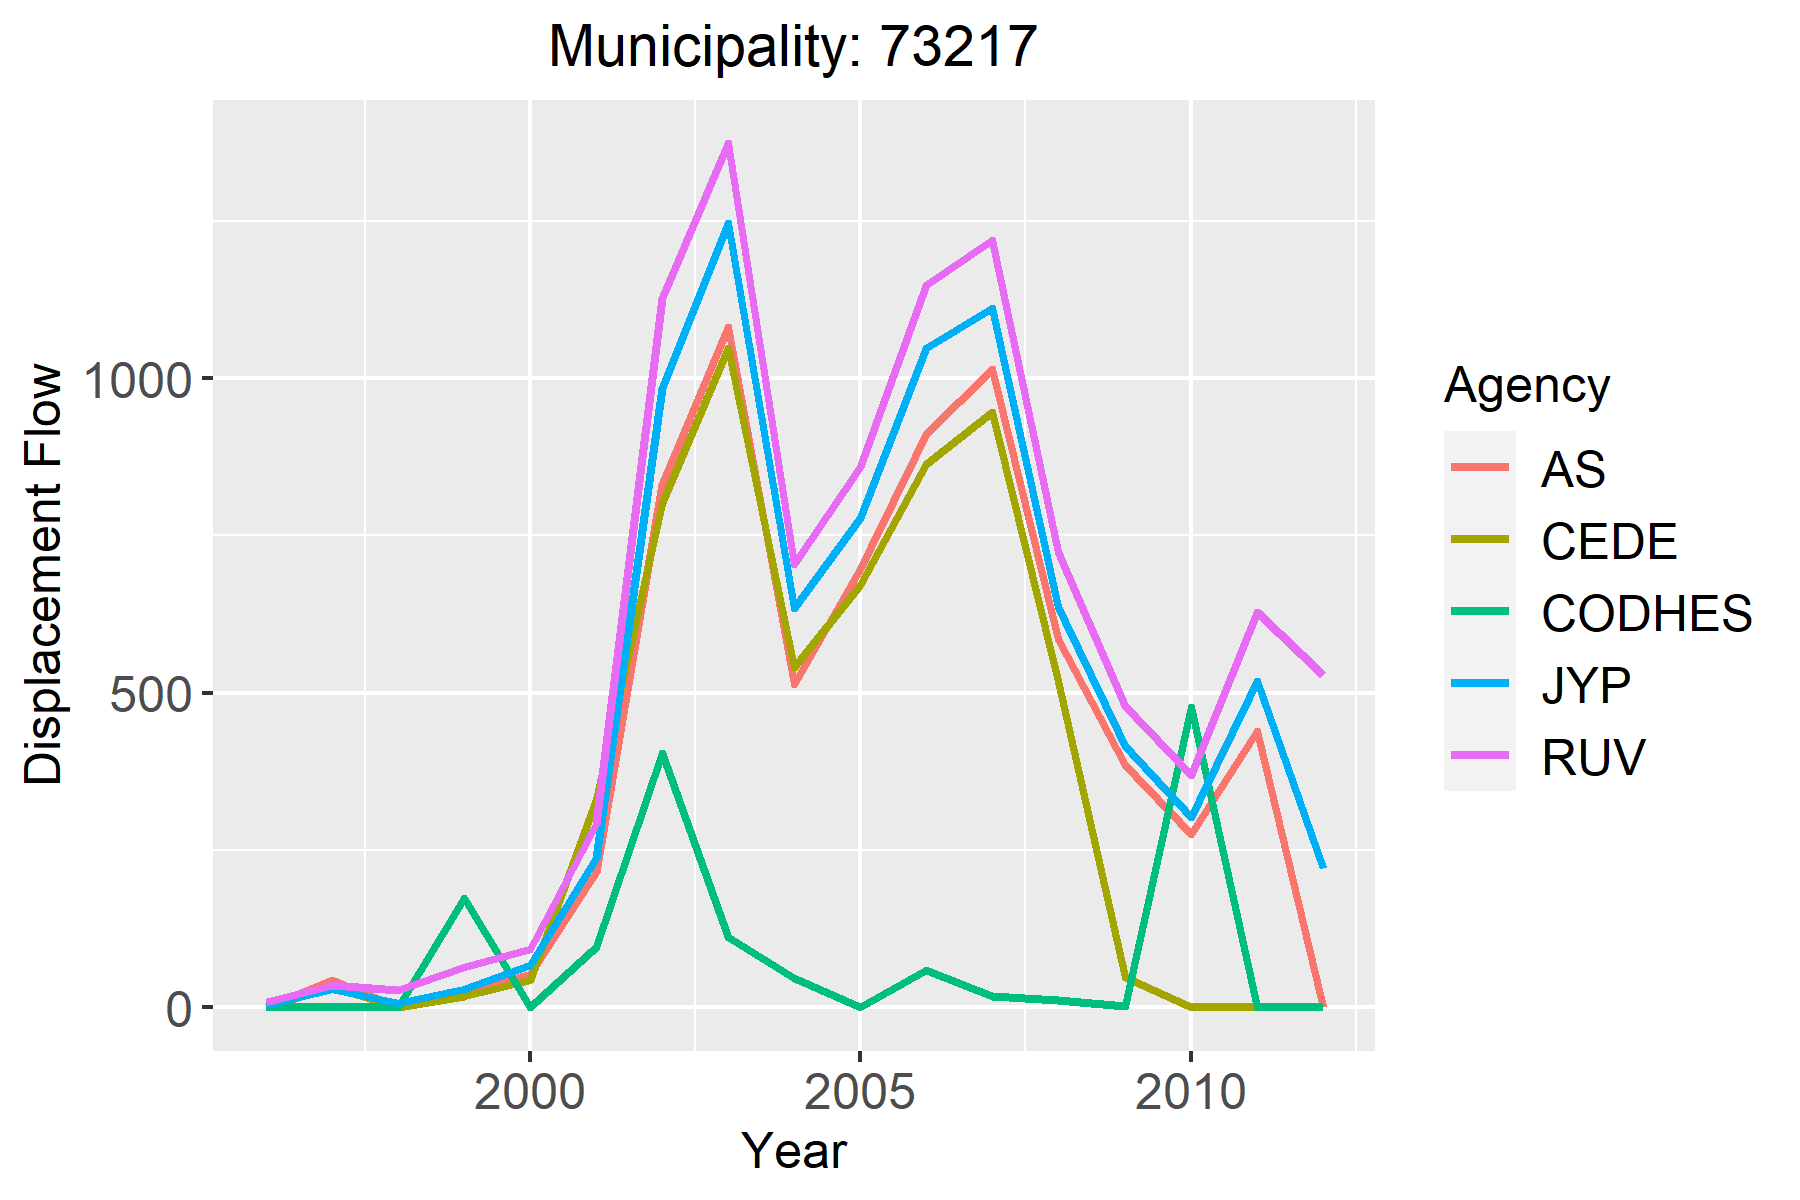 Municipality: 73217
Displacement Flow
1000
500
0
2000 2005 2010
Year
Agency
AS
CEDE
CODHES
JYP
RUV